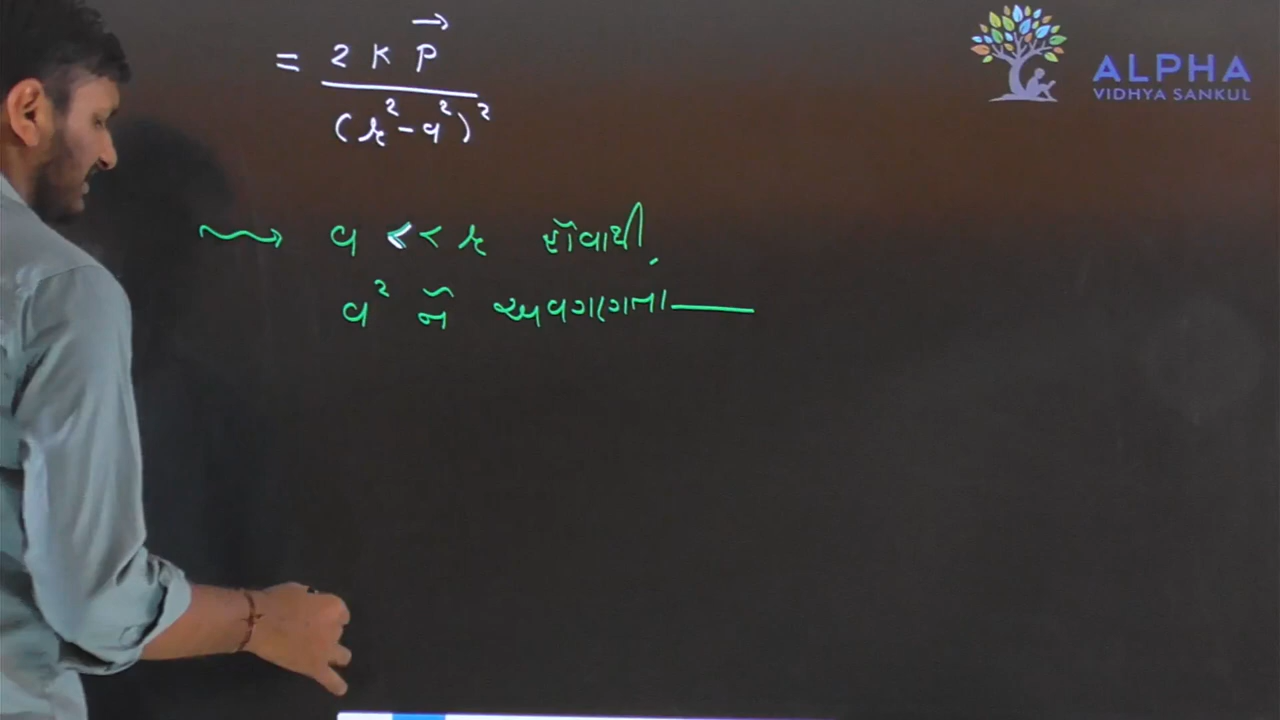 = 2 K P⃗ / (r² - a²)²
a << r હોવાથી,
a² ને અવગણતા
ALPHA
VIDHYA SANKUL